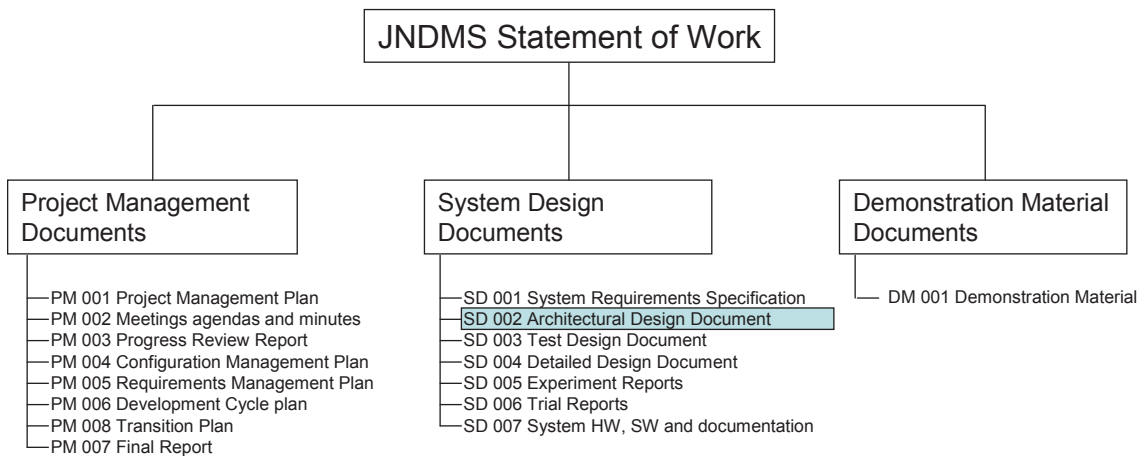 JNDMS Statement of Work
Project Management
Documents
PM 001 Project Management Plan
PM 002 Meetings agendas and minutes
PM 003 Progress Review Report
PM 004 Configuration Management Plan
PM 005 Requirements Management Plan
PM 006 Development Cycle plan
PM 008 Transition Plan
PM 007 Final Report
System Design
Documents
SD 001 System Requirements Specification
SD 002 Architectural Design Document
SD 003 Test Design Document
SD 004 Detailed Design Document
SD 005 Experiment Reports
SD 006 Trial Reports
SD 007 System HW, SW and documentation
Demonstration Material
Documents
DM 001 Demonstration Material